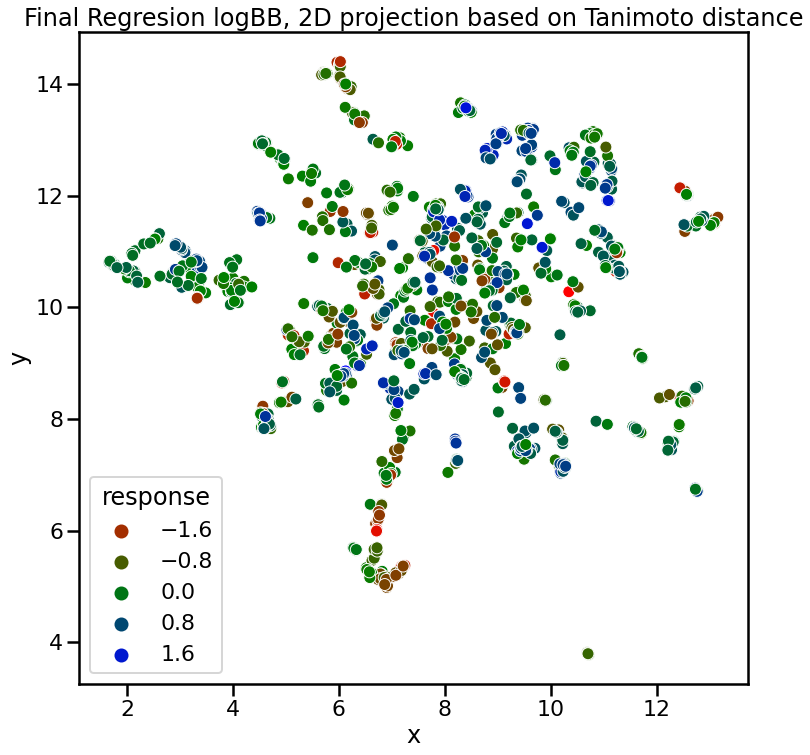 Final Regresion logBB, 2D projection based on Tanimoto distance
14
12
10
8
6
4
y
response
−1.6
−0.8
0.0
0.8
1.6
2 4 6 8 10 12
x